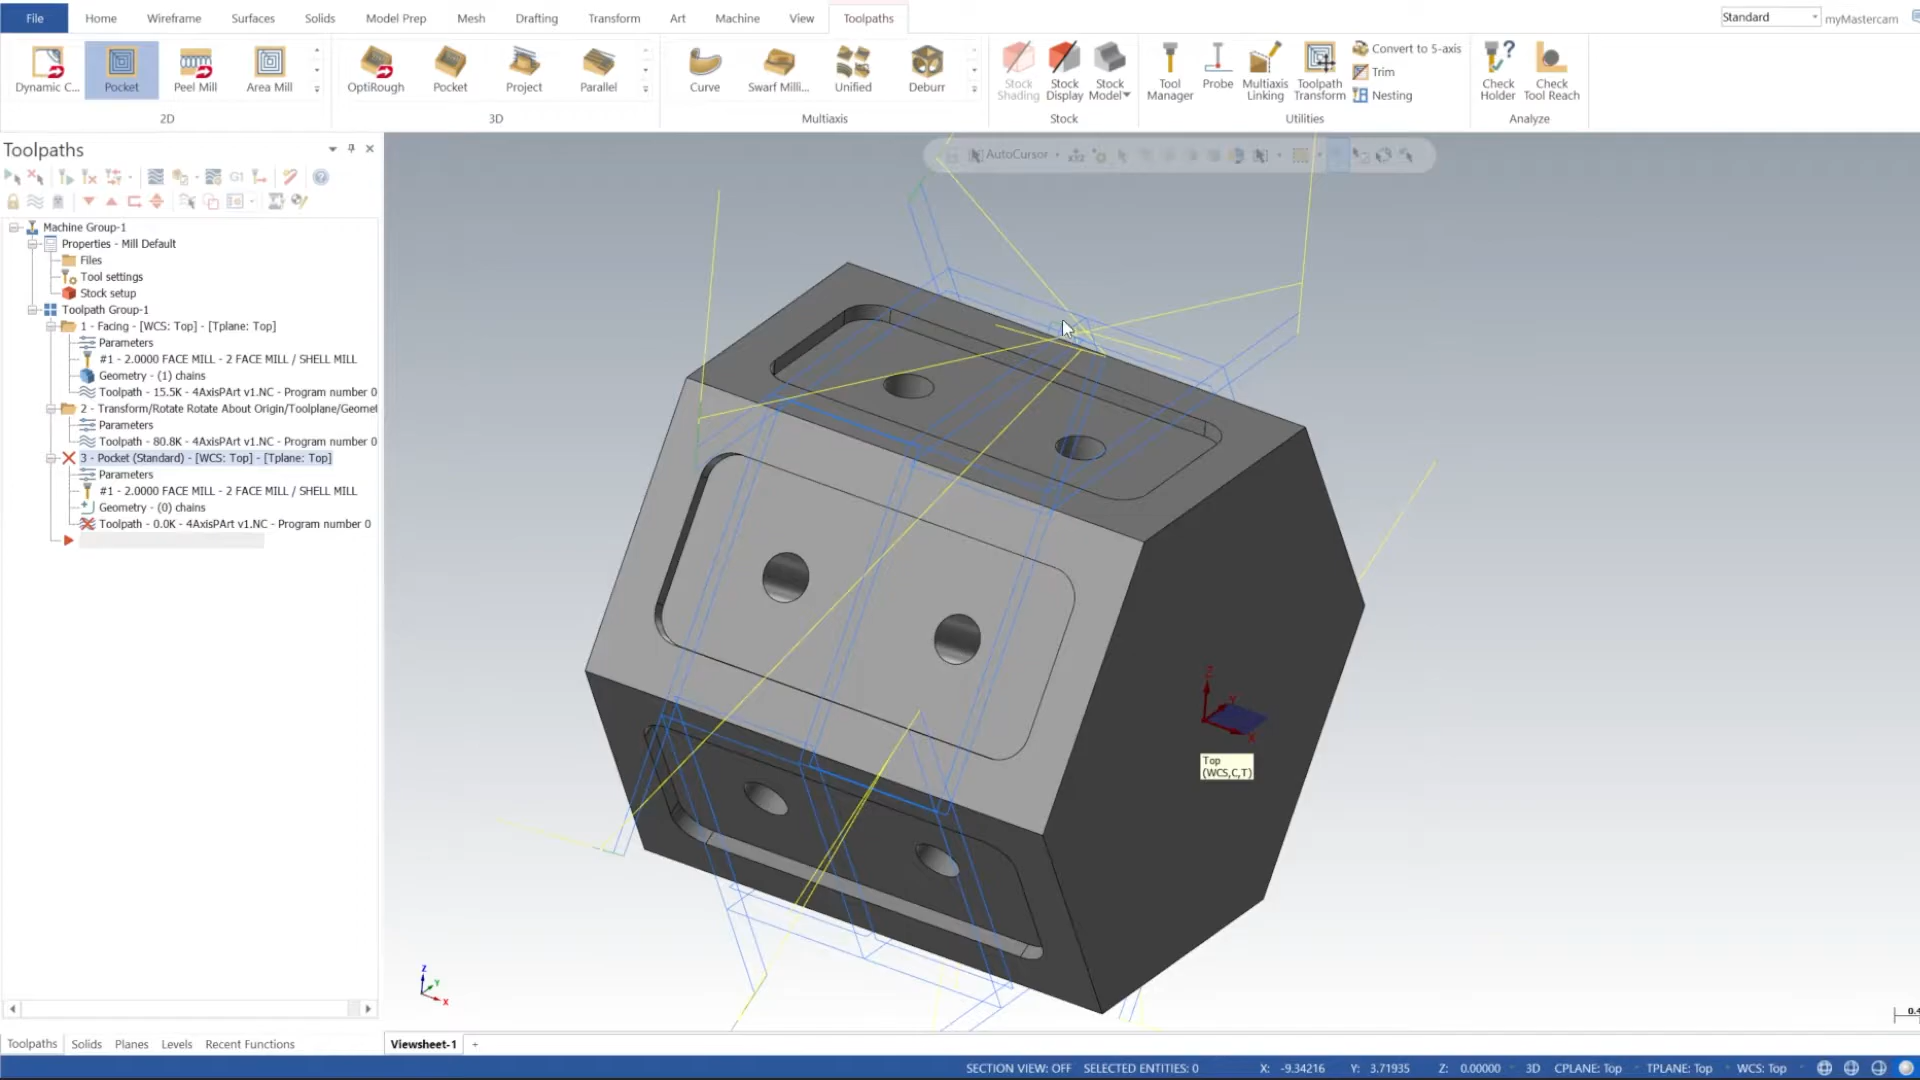 File Home Wireframe Surfaces Solids Model Prep Mesh Drafting Transform Art Machine View Toolpaths
Standard myMastercam
Dynamic C... Pocket Peel Mill Area Mill
2D
OptiRough Pocket Project Parallel
3D
Curve Swarf Milli... Unified Deburr
Multiaxis
Stock Shading Stock Display Stock Model
Stock
Tool Manager Probe Multiaxis Linking Toolpath Transform
Convert to 5-axis
Trim
Nesting
Utilities
Check Holder Check Tool Reach
Analyze
Toolpaths
AutoCursor
XYZ
G1
Machine Group-1
Properties - Mill Default
Files
Tool settings
Stock setup
Toolpath Group-1
1 - Facing - [WCS: Top] - [Tplane: Top]
Parameters
#1 - 2.0000 FACE MILL - 2 FACE MILL / SHELL MILL
Geometry - (1) chains
Toolpath - 15.5K - 4AxisPArt v1.NC - Program number 0
2 - Transform/Rotate Rotate About Origin/Toolplane/Geomet
Parameters
Toolpath - 80.8K - 4AxisPArt v1.NC - Program number 0
3 - Pocket (Standard) - [WCS: Top] - [Tplane: Top]
Parameters
#1 - 2.0000 FACE MILL - 2 FACE MILL / SHELL MILL
Geometry - (0) chains
Toolpath - 0.0K - 4AxisPArt v1.NC - Program number 0
Z
Y
X
Top
(WCS,C,T)
Z
Y
X
0.4
Toolpaths Solids Planes Levels Recent Functions
Viewsheet-1 +
SECTION VIEW: OFF SELECTED ENTITIES: 0 X: -9.34216 Y: 3.71935 Z: 0.00000 3D CPLANE: Top TPLANE: Top WCS: Top